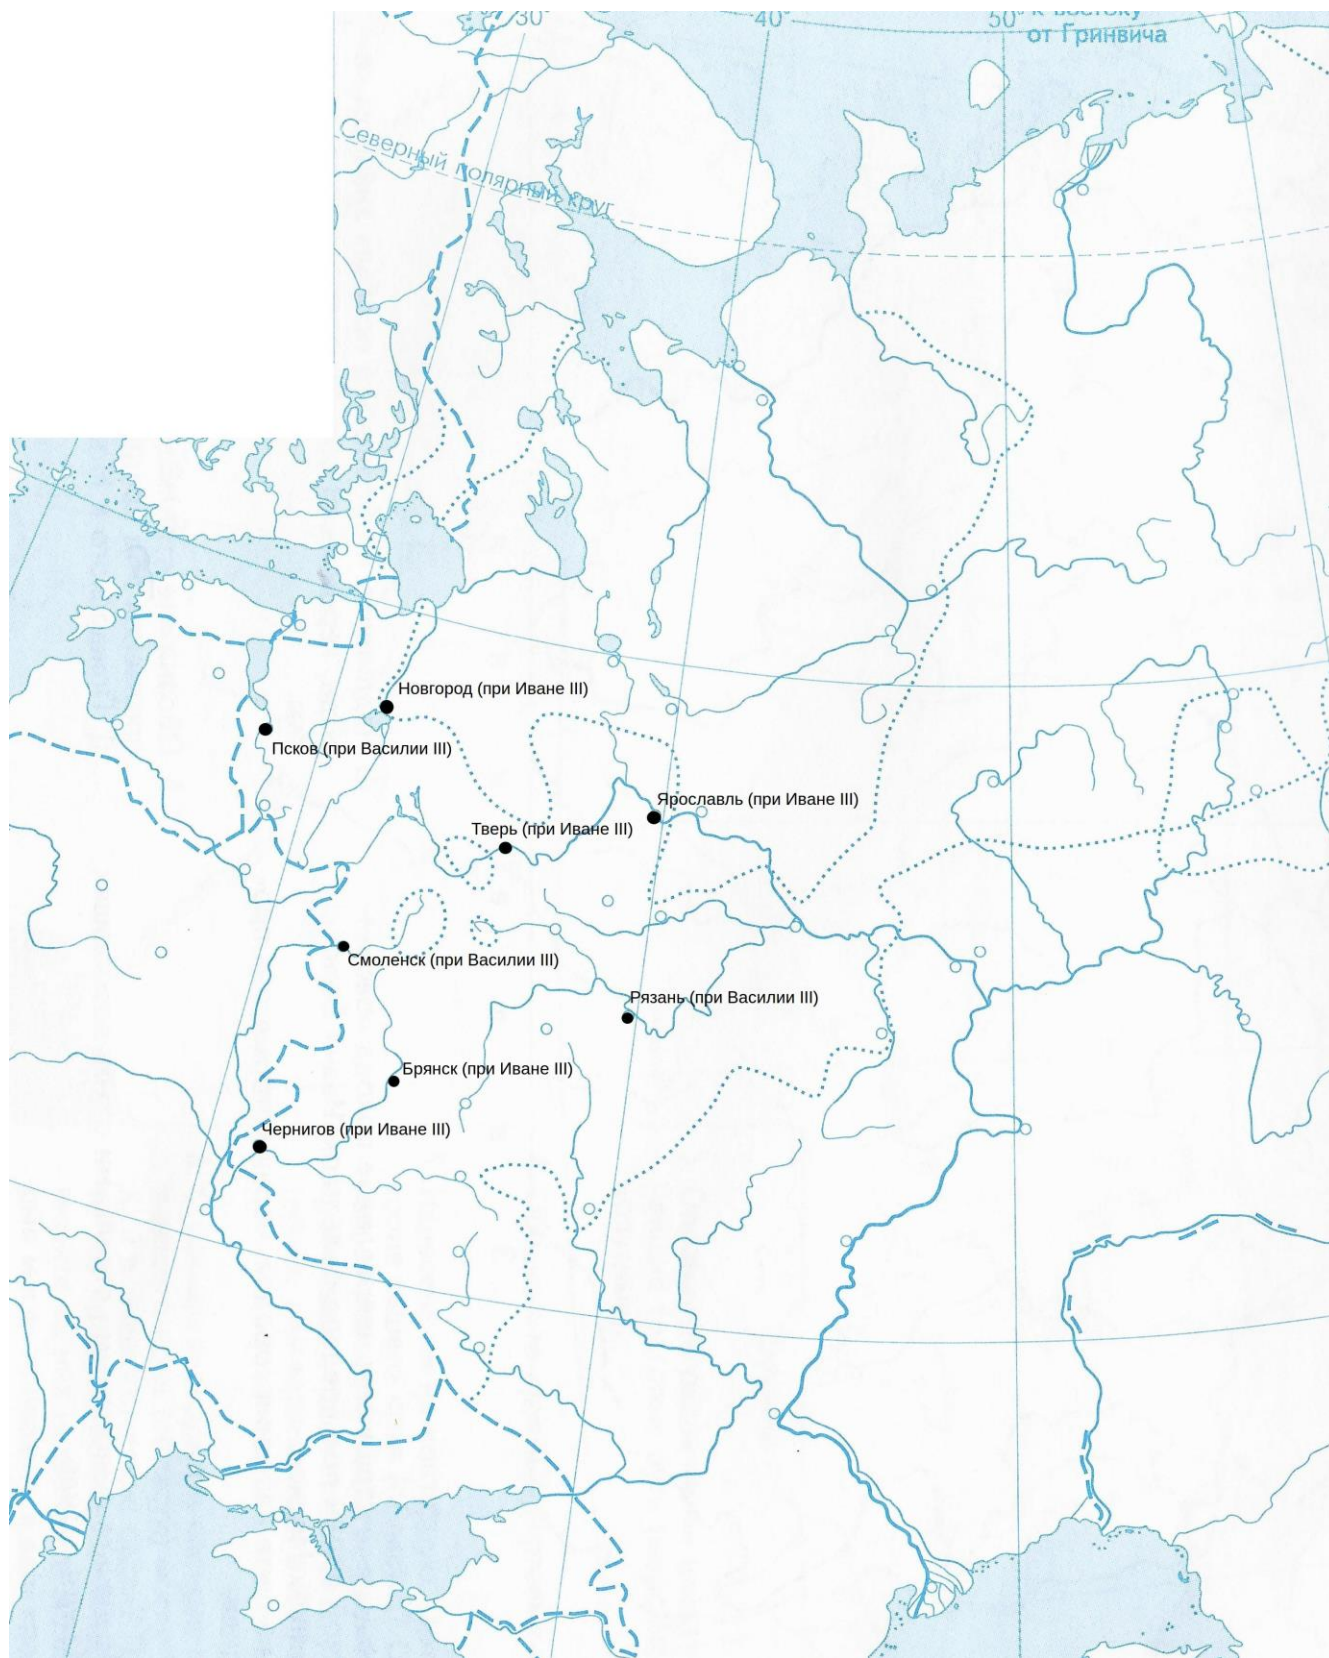 30°
40°
50°
к востоку
от Гринвича
Северный полярный круг
Новгород (при Иване III)
Псков (при Василии III)
Ярославль (при Иване III)
Тверь (при Иване III)
Смоленск (при Василии III)
Рязань (при Василии III)
Брянск (при Иване III)
Чернигов (при Иване III)